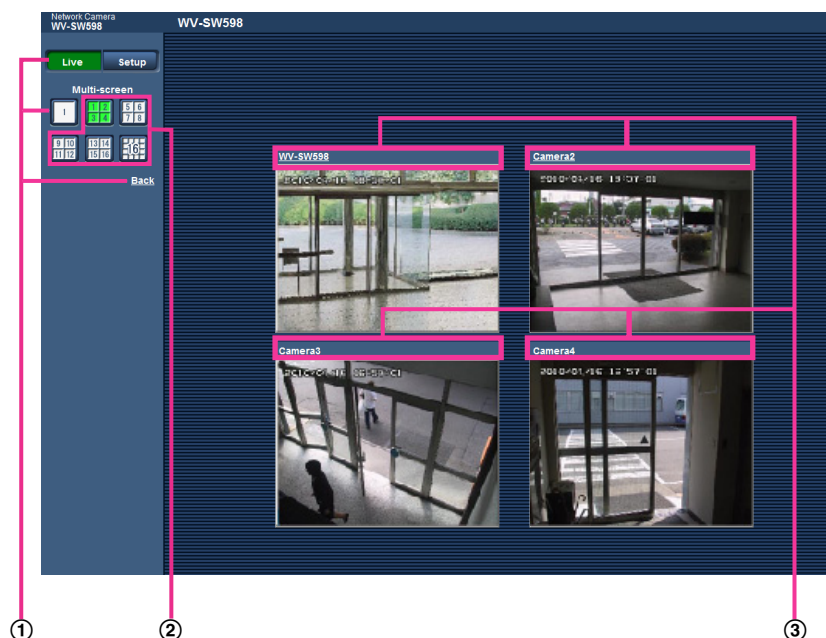 Network Camera
WV-SW598
WV-SW598
Live Setup
Multi-screen
1 1 2 3 4 5 6 7 8
9 10 11 12 13 14 15 16 16
Back
WV-SW598 Camera2
Camera3 Camera4
① ② ③